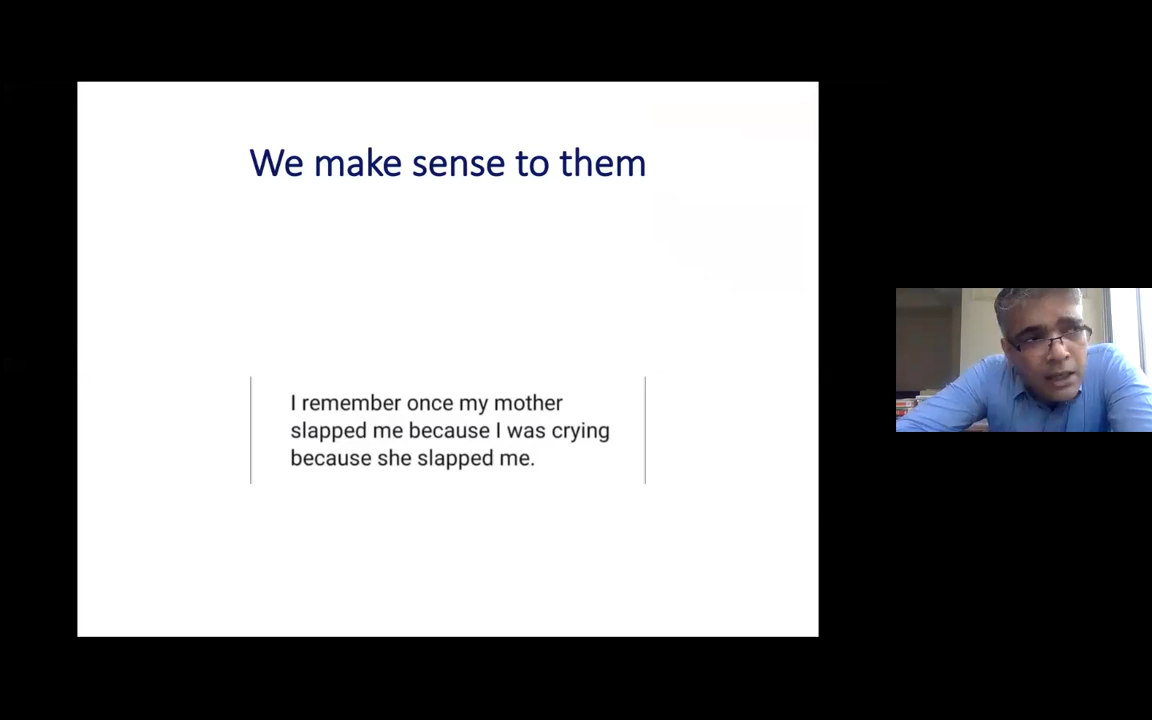 We make sense to them
I remember once my mother
slapped me because I was crying
because she slapped me.